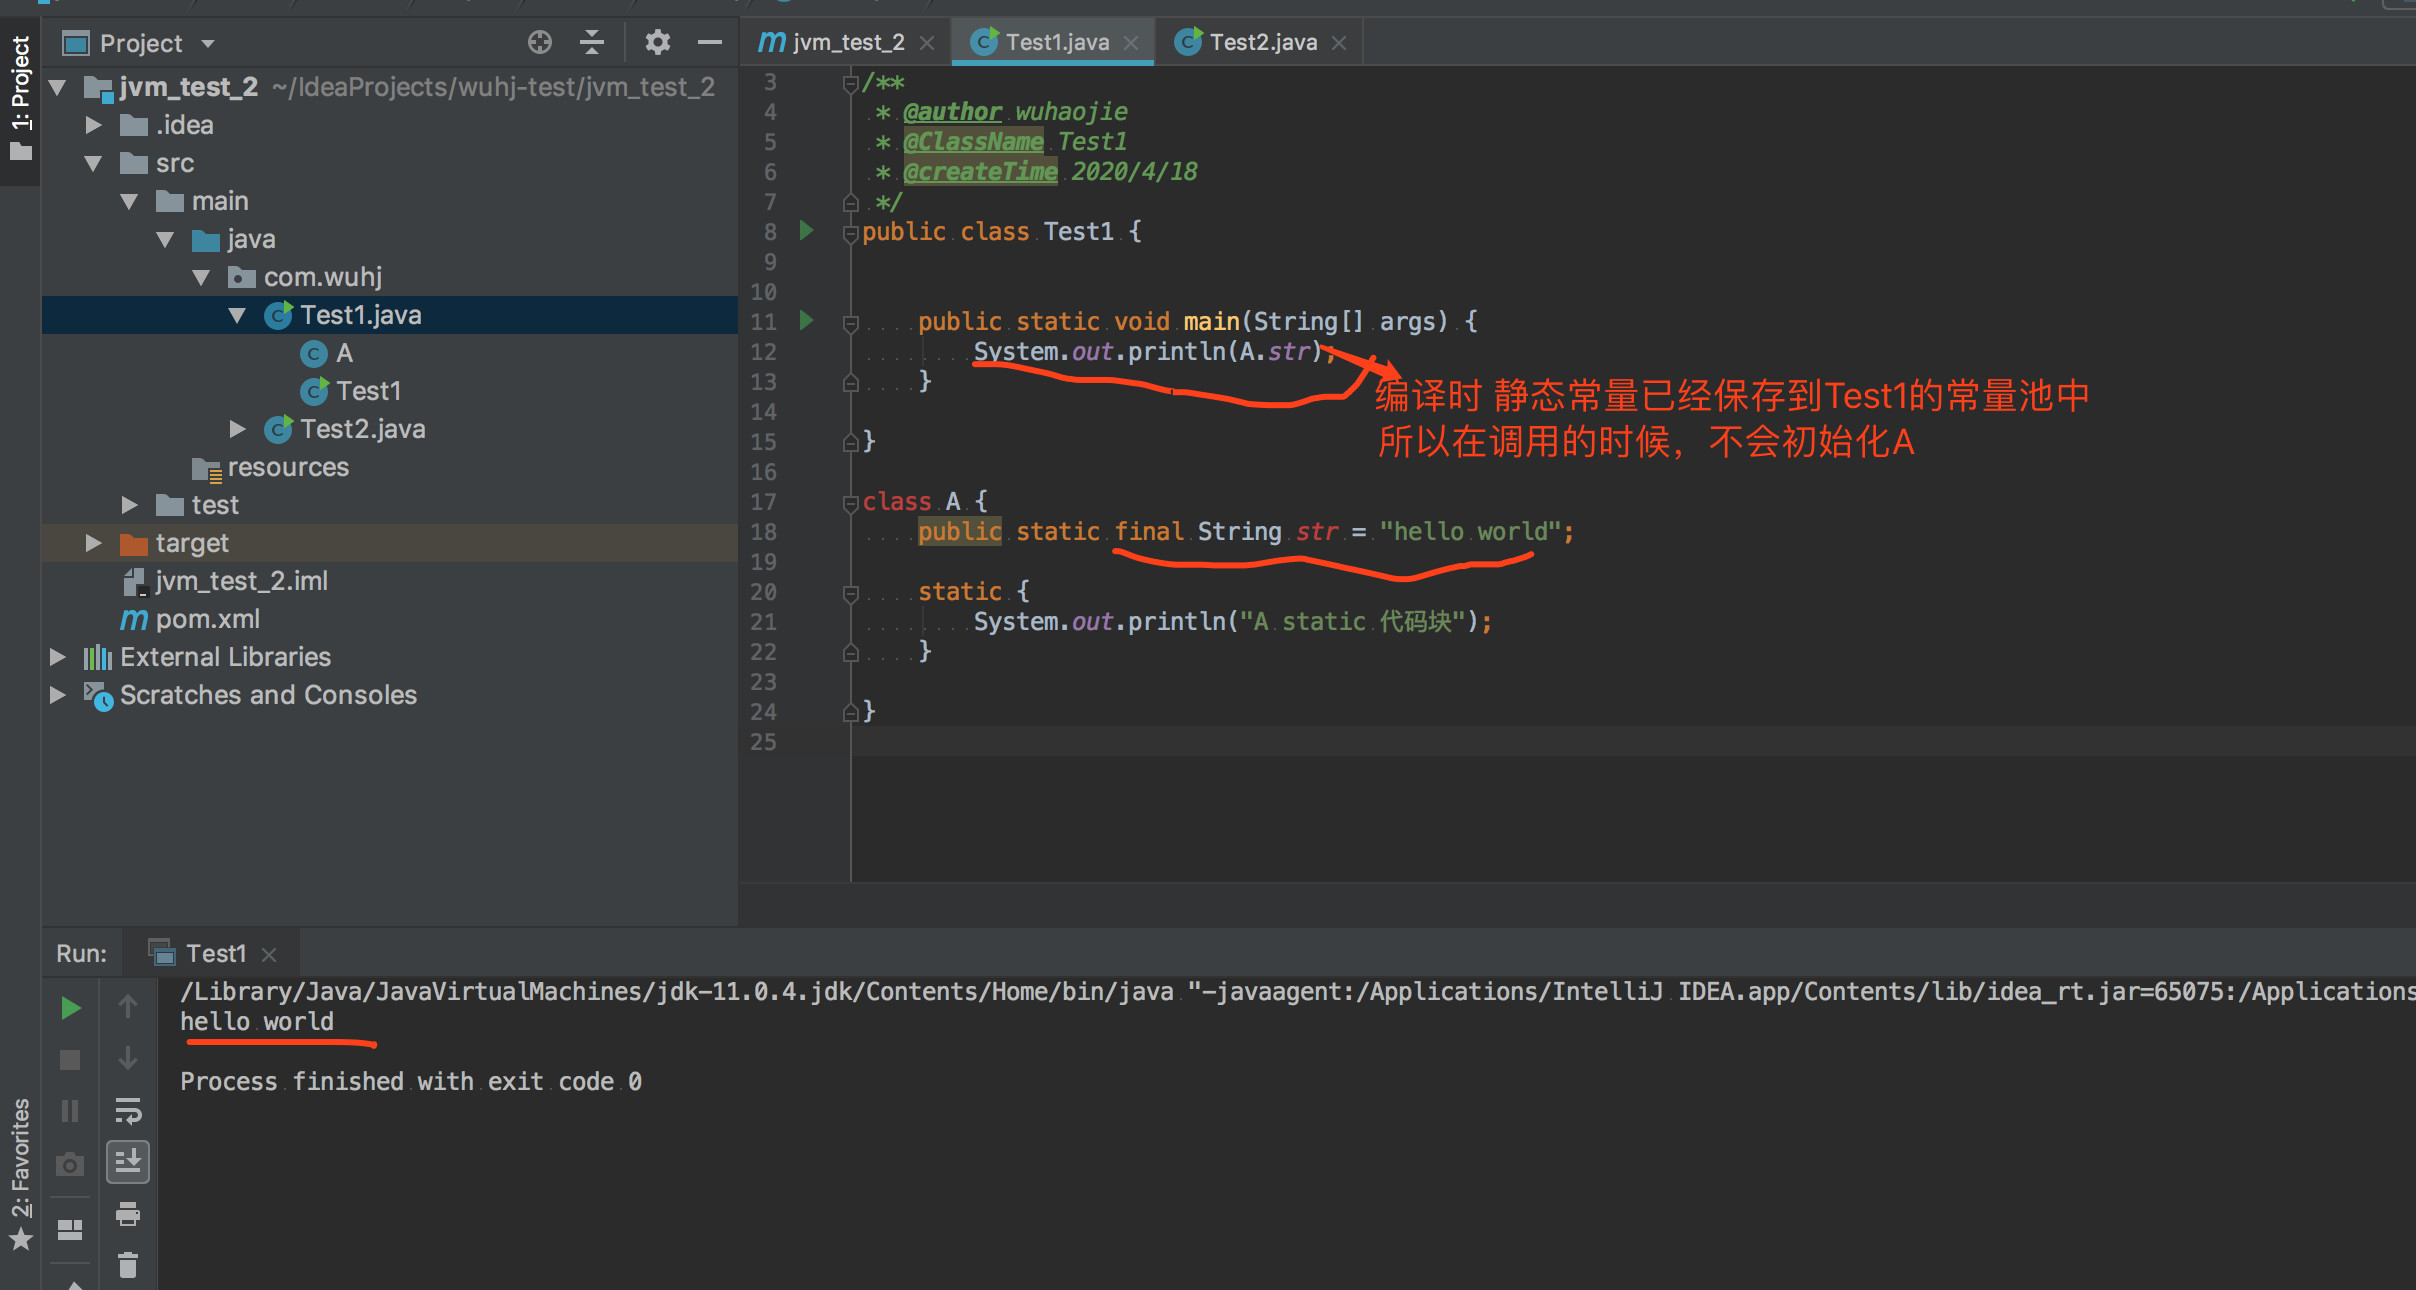 Project
jvm_test_2 ~/IdeaProjects/wuhj-test/jvm_test_2
.idea
src
main
java
com.wuhj
Test1.java
A
Test1
Test2.java
resources
test
target
jvm_test_2.iml
pom.xml
External Libraries
Scratches and Consoles
1: Project
2: Favorites
jvm_test_2
Test1.java
Test2.java
3 /**
4 * @author wuhaojie
5 * @ClassName Test1
6 * @createTime 2020/4/18
7 */
8 public class Test1 {
9
10
11 public static void main(String[] args) {
12 System.out.println(A.str);
13 }
14
15 }
16
17 class A {
18 public static final String str = "hello world";
19
20 static {
21 System.out.println("A static 代码块");
22 }
23
24 }
25
编译时 静态常量已经保存到Test1的常量池中
所以在调用的时候，不会初始化A
Run: Test1
/Library/Java/JavaVirtualMachines/jdk-11.0.4.jdk/Contents/Home/bin/java "-javaagent:/Applications/IntelliJ IDEA.app/Contents/lib/idea_rt.jar=65075:/Applications
hello world
Process finished with exit code 0